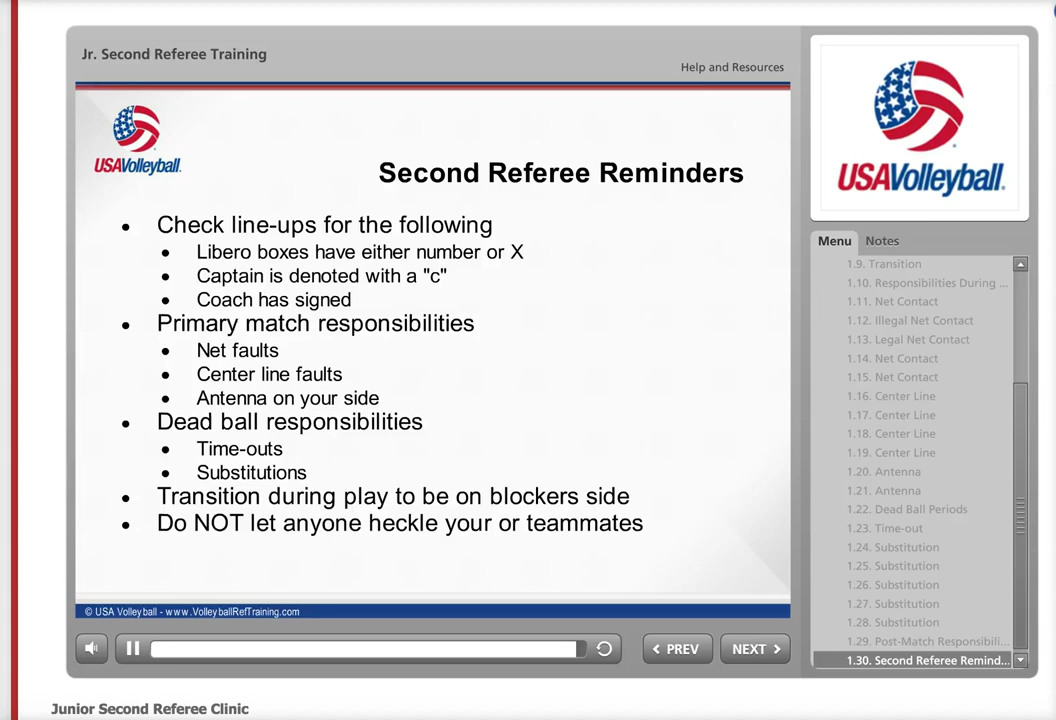 Jr. Second Referee Training
Help and Resources
USAVolleyball.
Second Referee Reminders
Check line-ups for the following
Libero boxes have either number or X
Captain is denoted with a "c"
Coach has signed
Primary match responsibilities
Net faults
Center line faults
Antenna on your side
Dead ball responsibilities
Time-outs
Substitutions
Transition during play to be on blockers side
Do NOT let anyone heckle your or teammates
© USA Volleyball - www.VolleyballRefTraining.com
PREV
NEXT
USAVolleyball.
Menu
Notes
1.9. Transition
1.10. Responsibilities During ...
1.11. Net Contact
1.12. Illegal Net Contact
1.13. Legal Net Contact
1.14. Net Contact
1.15. Net Contact
1.16. Center Line
1.17. Center Line
1.18. Center Line
1.19. Center Line
1.20. Antenna
1.21. Antenna
1.22. Dead Ball Periods
1.23. Time-out
1.24. Substitution
1.25. Substitution
1.26. Substitution
1.27. Substitution
1.28. Substitution
1.29. Post-Match Responsibili...
1.30. Second Referee Remind...
Junior Second Referee Clinic